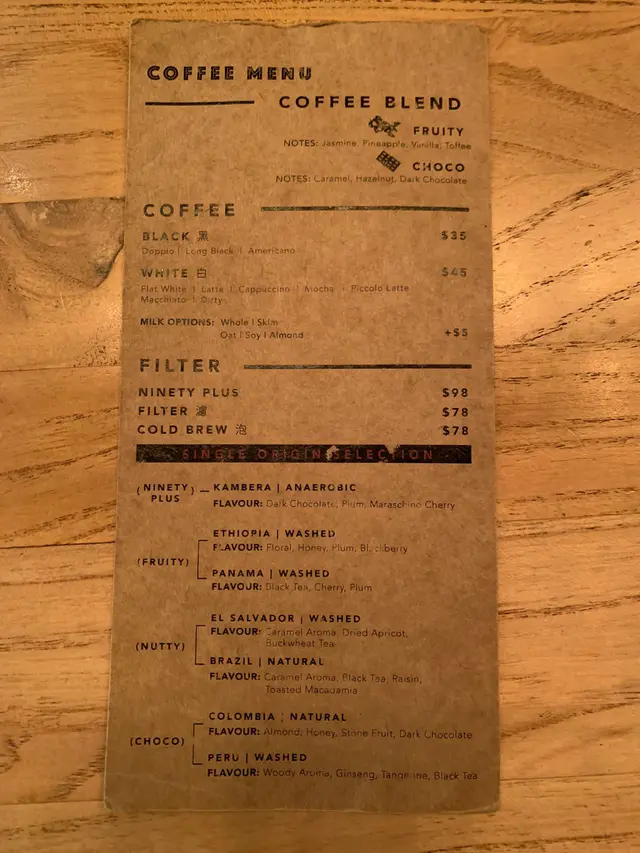 COFFEE MENU
COFFEE BLEND
FRUITY
NOTES: Jasmine, Pineapple, Vanilla, Toffee
CHOCO
NOTES: Caramel, Hazelnut, Dark Chocolate
COFFEE
BLACK 黑 $35
Doppio | Long Black | Americano
WHITE 白 $45
Flat White | Latte | Cappuccino | Mocha | Piccolo Latte
Macchiato | Dirty
MILK OPTIONS: Whole | Skim
Oat | Soy | Almond +$5
FILTER
NINETY PLUS $98
FILTER 濾 $78
COLD BREW 泡 $78
SINGLE ORIGIN SELECTION
(NINETY PLUS) KAMBERA | ANAEROBIC
FLAVOUR: Dark Chocolate, Plum, Maraschino Cherry
(FRUITY)
ETHIOPIA | WASHED
FLAVOUR: Floral, Honey, Plum, Blackberry
PANAMA | WASHED
FLAVOUR: Black Tea, Cherry, Plum
(NUTTY)
EL SALVADOR | WASHED
FLAVOUR: Caramel Aroma, Dried Apricot,
Buckwheat Tea
BRAZIL | NATURAL
FLAVOUR: Caramel Aroma, Black Tea, Raisin,
Toasted Macadamia
(CHOCO)
COLOMBIA | NATURAL
FLAVOUR: Almond, Honey, Stone Fruit, Dark Chocolate
PERU | WASHED
FLAVOUR: Woody Aroma, Ginseng, Tangerine, Black Tea